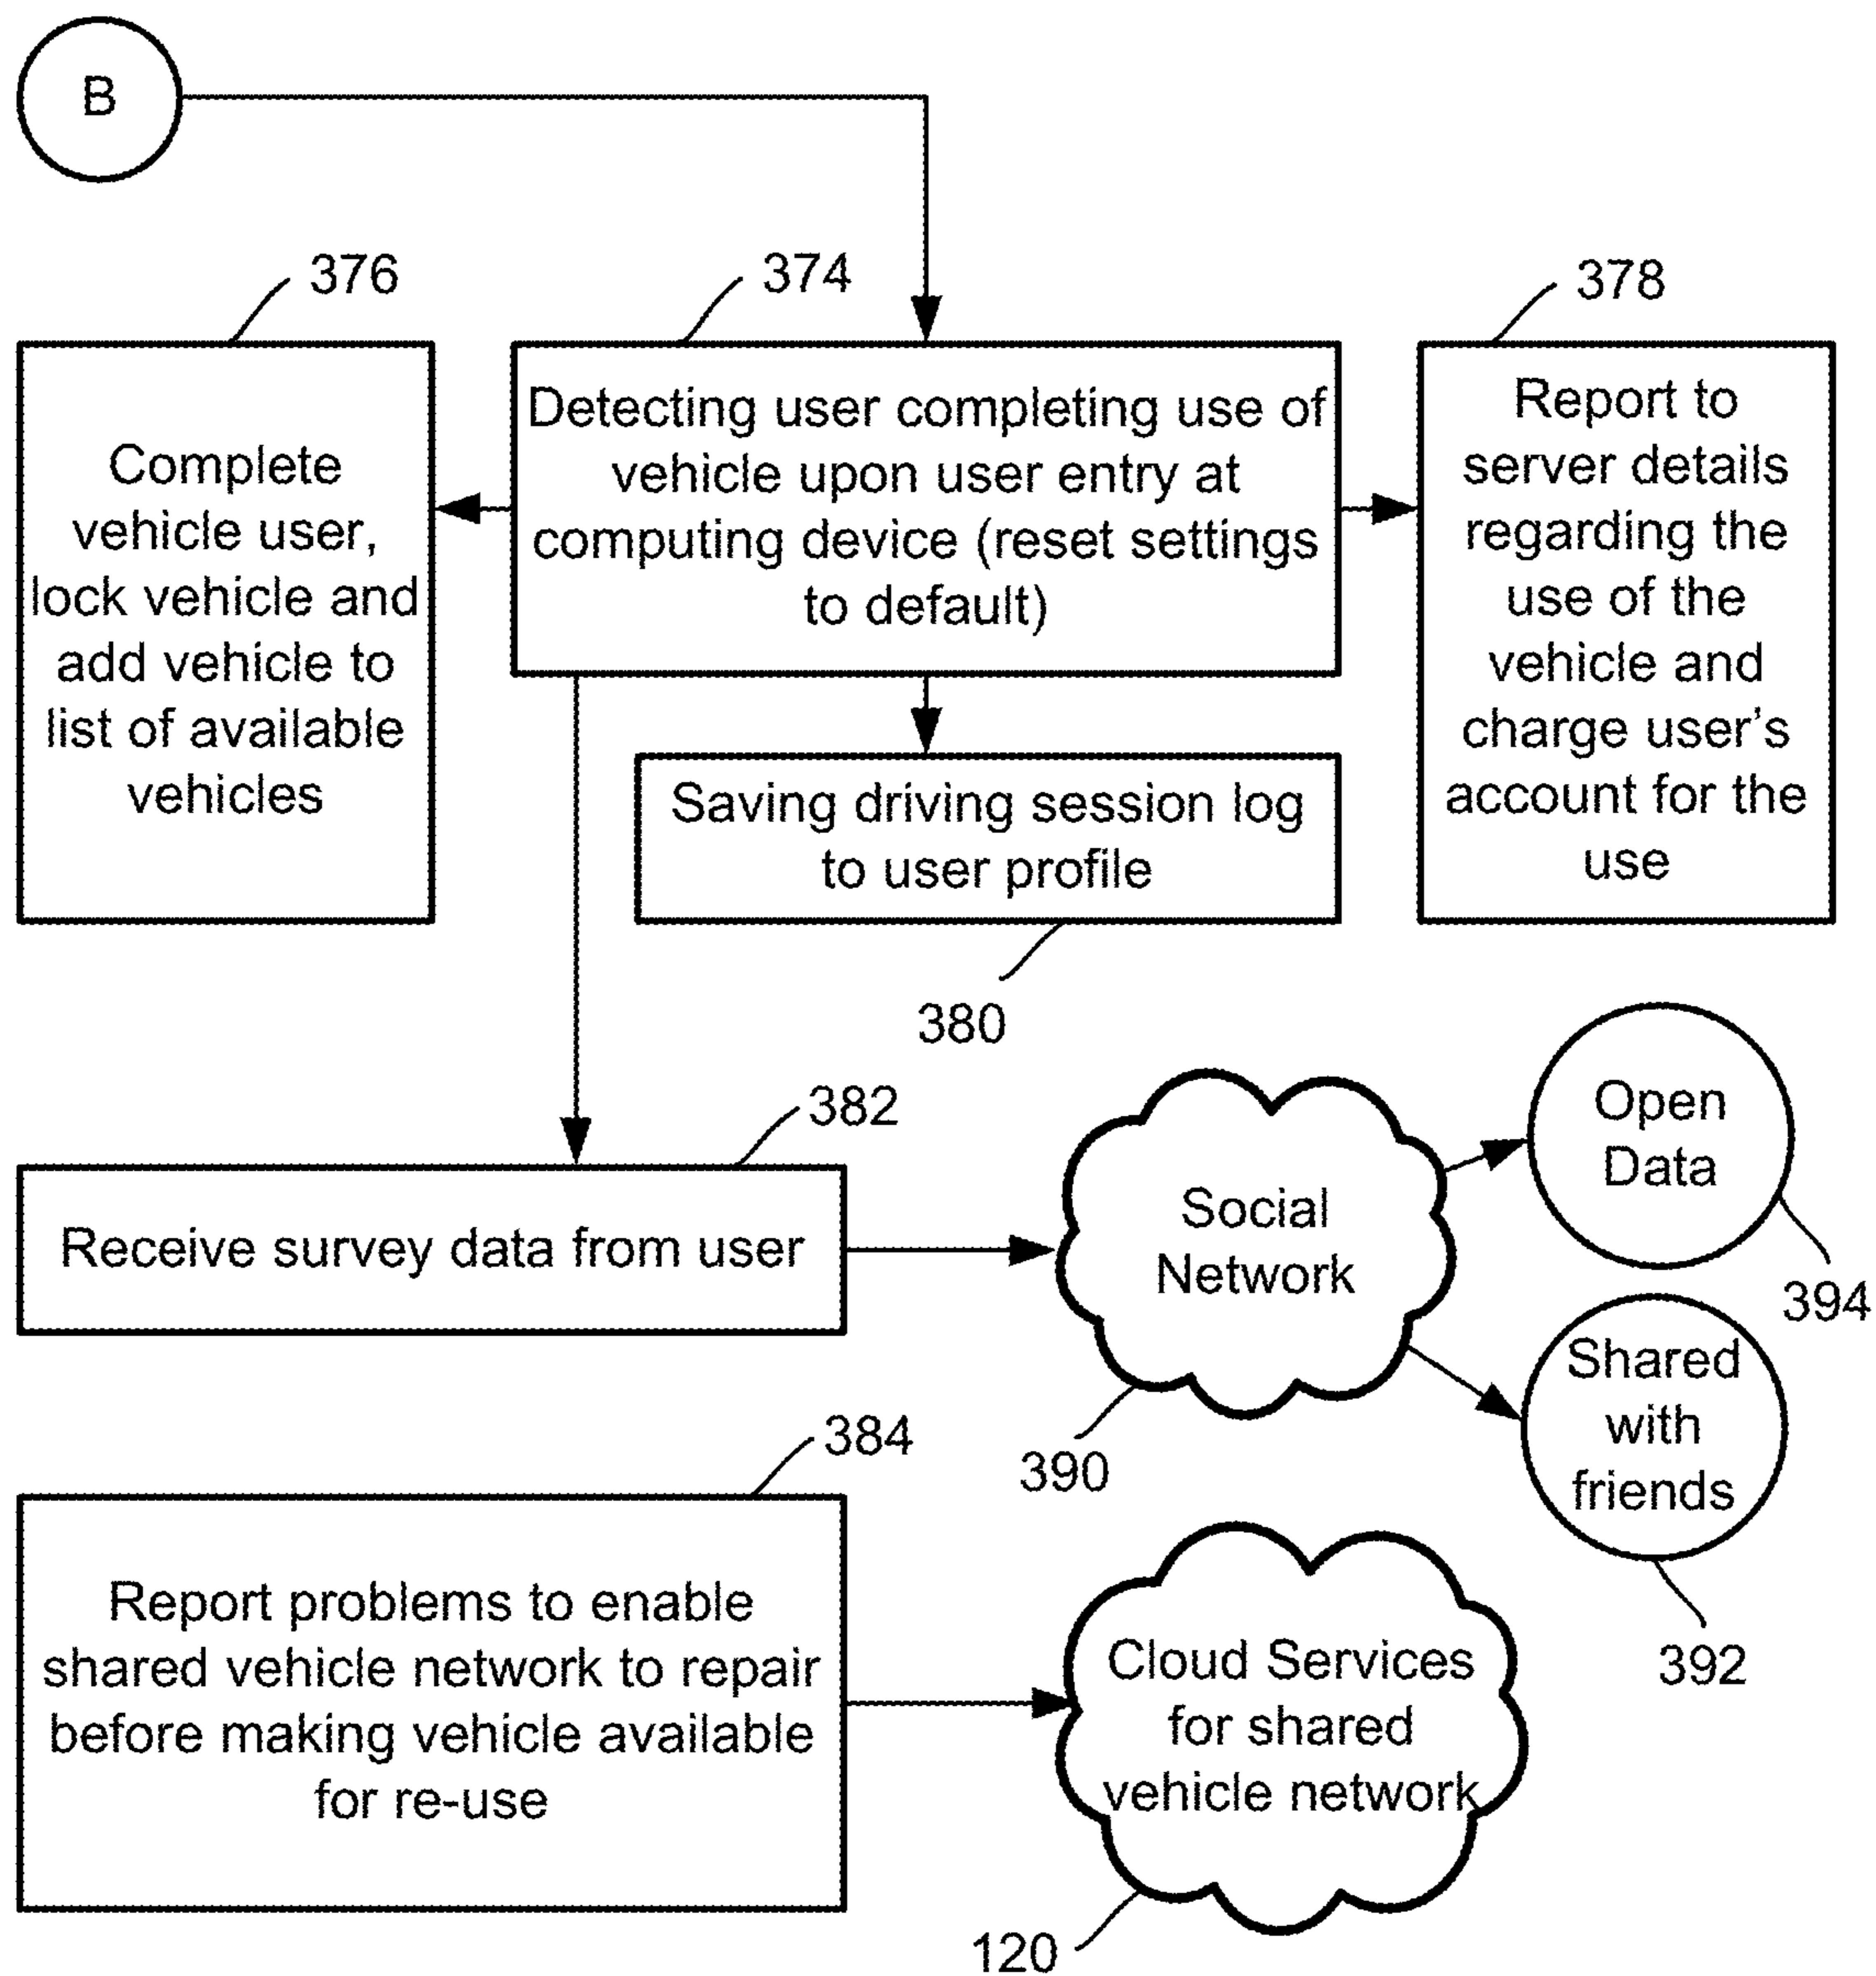 B
376
374
378
Complete
vehicle user,
lock vehicle and
add vehicle to
list of available
vehicles
Detecting user completing use of
vehicle upon user entry at
computing device (reset settings
to default)
Report to
server details
regarding the
use of the
vehicle and
charge user's
account for the
use
Saving driving session log
to user profile
380
382
Receive survey data from user
Social
Network
390
Open
Data
394
Shared
with
friends
392
384
Report problems to enable
shared vehicle network to repair
before making vehicle available
for re-use
Cloud Services
for shared
vehicle network
120